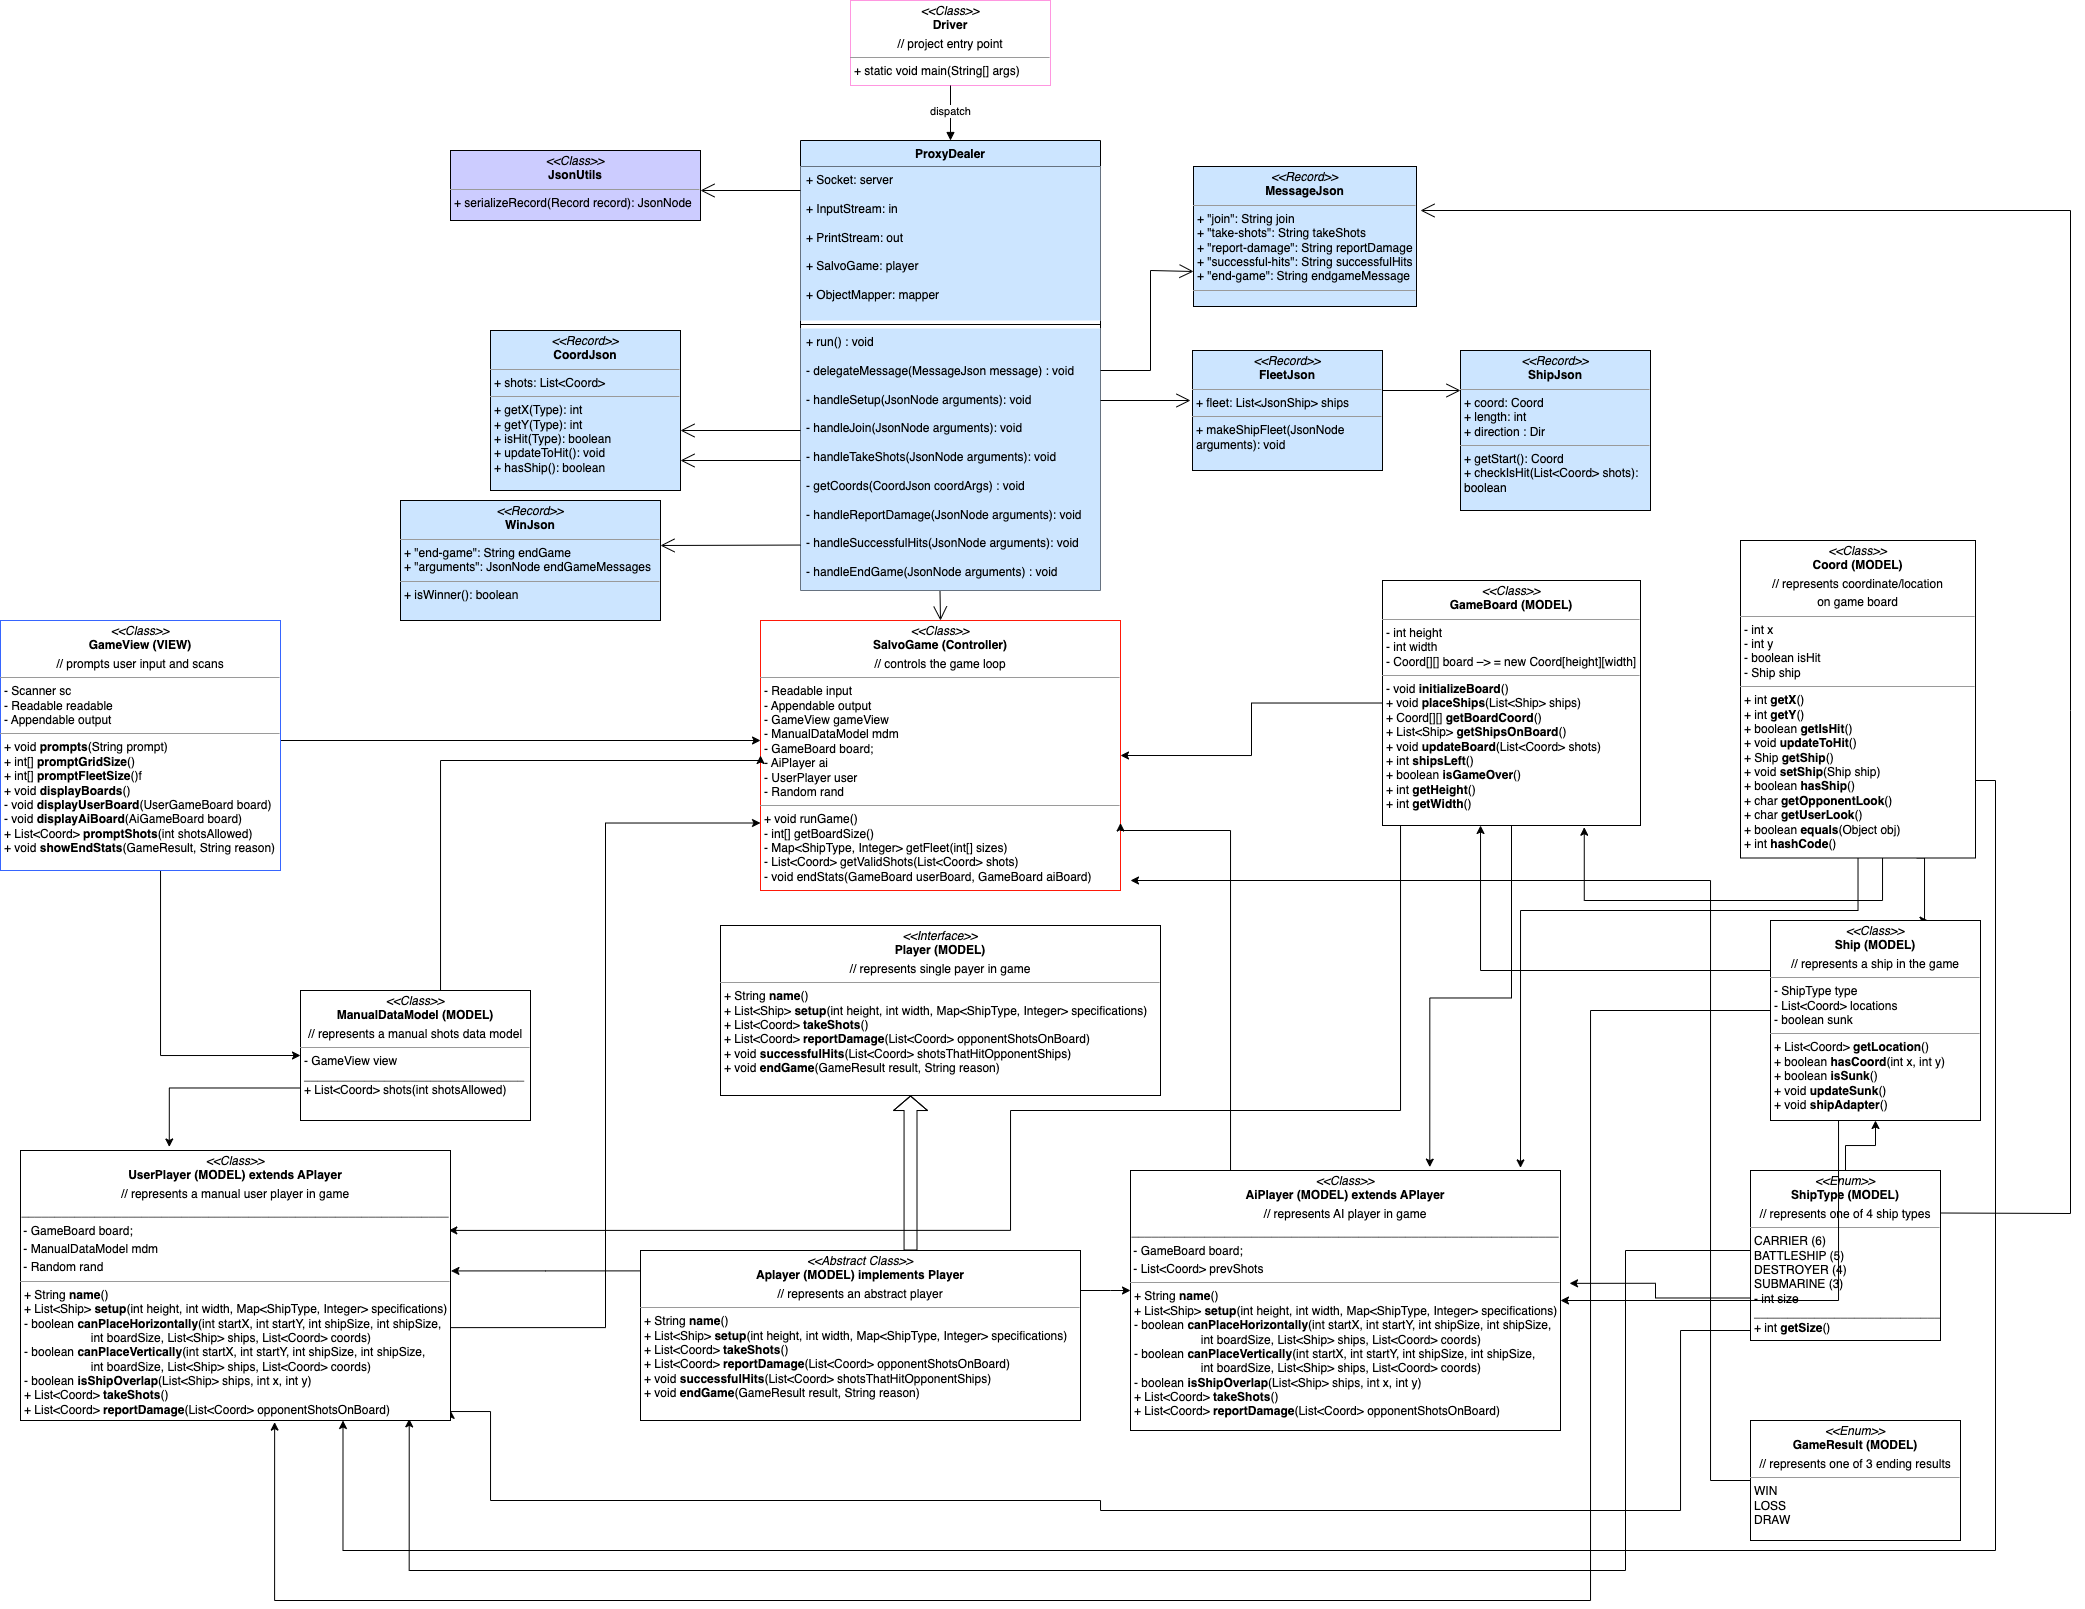 <<Class>>
Driver
// project entry point
+ static void main(String[] args)
dispatch
<<Class>>
JsonUtils
+ serializeRecord(Record record): JsonNode
ProxyDealer
+ Socket: server
+ InputStream: in
+ PrintStream: out
+ SalvoGame: player
+ ObjectMapper: mapper
+ run() : void
- delegateMessage(MessageJson message) : void
- handleSetup(JsonNode arguments): void
- handleJoin(JsonNode arguments): void
- handleTakeShots(JsonNode arguments): void
- getCoords(CoordJson coordArgs) : void
- handleReportDamage(JsonNode arguments): void
- handleSuccessfulHits(JsonNode arguments): void
- handleEndGame(JsonNode arguments) : void
<<Record>>
MessageJson
+ "join": String join
+ "take-shots": String takeShots
+ "report-damage": String reportDamage
+ "successful-hits": String successfulHits
+ "end-game": String endgameMessage
<<Record>>
CoordJson
+ shots: List<Coord>
+ getX(Type): int
+ getY(Type): int
+ isHit(Type): boolean
+ updateToHit(): void
+ hasShip(): boolean
<<Record>>
FleetJson
+ fleet: List<JsonShip> ships
+ makeShipFleet(JsonNode
arguments): void
<<Record>>
ShipJson
+ coord: Coord
+ length: int
+ direction : Dir
+ getStart(): Coord
+ checkIsHit(List<Coord> shots):
boolean
<<Record>>
WinJson
+ "end-game": String endGame
+ "arguments": JsonNode endGameMessages
+ isWinner(): boolean
<<Class>>
GameView (VIEW)
// prompts user input and scans
- Scanner sc
- Readable readable
- Appendable output
+ void prompts(String prompt)
+ int[] promptGridSize()
+ int[] promptFleetSize()f
+ void displayBoards()
- void displayUserBoard(UserGameBoard board)
- void displayAiBoard(AiGameBoard board)
+ List<Coord> promptShots(int shotsAllowed)
+ void showEndStats(GameResult, String reason)
<<Class>>
SalvoGame (Controller)
// controls the game loop
- Readable input
- Appendable output
- GameView gameView
- ManualDataModel mdm
- GameBoard board;
- AiPlayer ai
- UserPlayer user
- Random rand
+ void runGame()
- int[] getBoardSize()
- Map<ShipType, Integer> getFleet(int[] sizes)
- List<Coord> getValidShots(List<Coord> shots)
- void endStats(GameBoard userBoard, GameBoard aiBoard)
<<Class>>
GameBoard (MODEL)
- int height
- int width
- Coord[][] board –> = new Coord[height][width]
- void initializeBoard()
+ void placeShips(List<Ship> ships)
+ Coord[][] getBoardCoord()
+ List<Ship> getShipsOnBoard()
+ void updateBoard(List<Coord> shots)
+ int shipsLeft()
+ boolean isGameOver()
+ int getHeight()
+ int getWidth()
<<Class>>
Coord (MODEL)
// represents coordinate/location
on game board
- int x
- int y
- boolean isHit
- Ship ship
+ int getX()
+ int getY()
+ boolean getIsHit()
+ void updateToHit()
+ Ship getShip()
+ void setShip(Ship ship)
+ boolean hasShip()
+ char getOpponentLook()
+ char getUserLook()
+ boolean equals(Object obj)
+ int hashCode()
<<Interface>>
Player (MODEL)
// represents single payer in game
+ String name()
+ List<Ship> setup(int height, int width, Map<ShipType, Integer> specifications)
+ List<Coord> takeShots()
+ List<Coord> reportDamage(List<Coord> opponentShotsOnBoard)
+ void successfulHits(List<Coord> shotsThatHitOpponentShips)
+ void endGame(GameResult result, String reason)
<<Class>>
Ship (MODEL)
// represents a ship in the game
- ShipType type
- List<Coord> locations
- boolean sunk
+ List<Coord> getLocation()
+ boolean hasCoord(int x, int y)
+ boolean isSunk()
+ void updateSunk()
+ void shipAdapter()
<<Class>>
ManualDataModel (MODEL)
// represents a manual shots data model
- GameView view
+ List<Coord> shots(int shotsAllowed)
<<Class>>
UserPlayer (MODEL) extends APlayer
// represents a manual user player in game
- GameBoard board;
- ManualDataModel mdm
- Random rand
+ String name()
+ List<Ship> setup(int height, int width, Map<ShipType, Integer> specifications)
- boolean canPlaceHorizontally(int startX, int startY, int shipSize, int shipSize,
int boardSize, List<Ship> ships, List<Coord> coords)
- boolean canPlaceVertically(int startX, int startY, int shipSize, int shipSize,
int boardSize, List<Ship> ships, List<Coord> coords)
- boolean isShipOverlap(List<Ship> ships, int x, int y)
+ List<Coord> takeShots()
+ List<Coord> reportDamage(List<Coord> opponentShotsOnBoard)
<<Abstract Class>>
Aplayer (MODEL) implements Player
// represents an abstract player
+ String name()
+ List<Ship> setup(int height, int width, Map<ShipType, Integer> specifications)
+ List<Coord> takeShots()
+ List<Coord> reportDamage(List<Coord> opponentShotsOnBoard)
+ void successfulHits(List<Coord> shotsThatHitOpponentShips)
+ void endGame(GameResult result, String reason)
<<Class>>
AiPlayer (MODEL) extends APlayer
// represents AI player in game
- GameBoard board;
- List<Coord> prevShots
+ String name()
+ List<Ship> setup(int height, int width, Map<ShipType, Integer> specifications)
- boolean canPlaceHorizontally(int startX, int startY, int shipSize, int shipSize,
int boardSize, List<Ship> ships, List<Coord> coords)
- boolean canPlaceVertically(int startX, int startY, int shipSize, int shipSize,
int boardSize, List<Ship> ships, List<Coord> coords)
- boolean isShipOverlap(List<Ship> ships, int x, int y)
+ List<Coord> takeShots()
+ List<Coord> reportDamage(List<Coord> opponentShotsOnBoard)
<<Enum>>
ShipType (MODEL)
// represents one of 4 ship types
CARRIER (6)
BATTLESHIP (5)
DESTROYER (4)
SUBMARINE (3)
- int size
+ int getSize()
<<Enum>>
GameResult (MODEL)
// represents one of 3 ending results
WIN
LOSS
DRAW